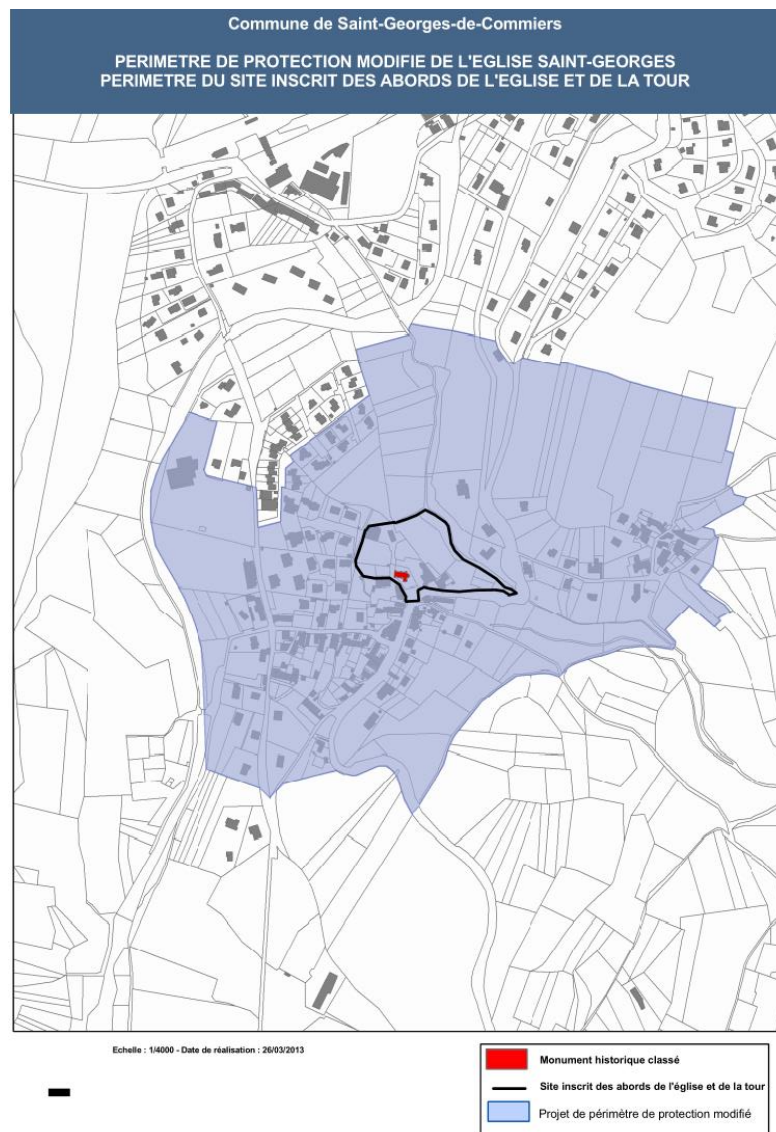 Commune de Saint-Georges-de-Commiers
PERIMETRE DE PROTECTION MODIFIE DE L'EGLISE SAINT-GEORGES
PERIMETRE DU SITE INSCRIT DES ABORDS DE L'EGLISE ET DE LA TOUR
Echelle : 1/4000 - Date de réalisation : 26/03/2013
Monument historique classé
Site inscrit des abords de l'église et de la tour
Projet de périmètre de protection modifié